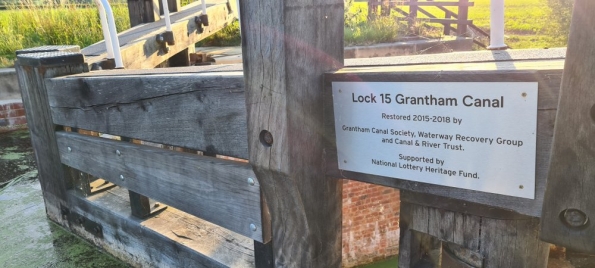 Lock 15 Grantham Canal
Restored 2015-2018 by
Grantham Canal Society, Waterway Recovery Group
and Canal & River Trust.
Supported by
National Lottery Heritage Fund.